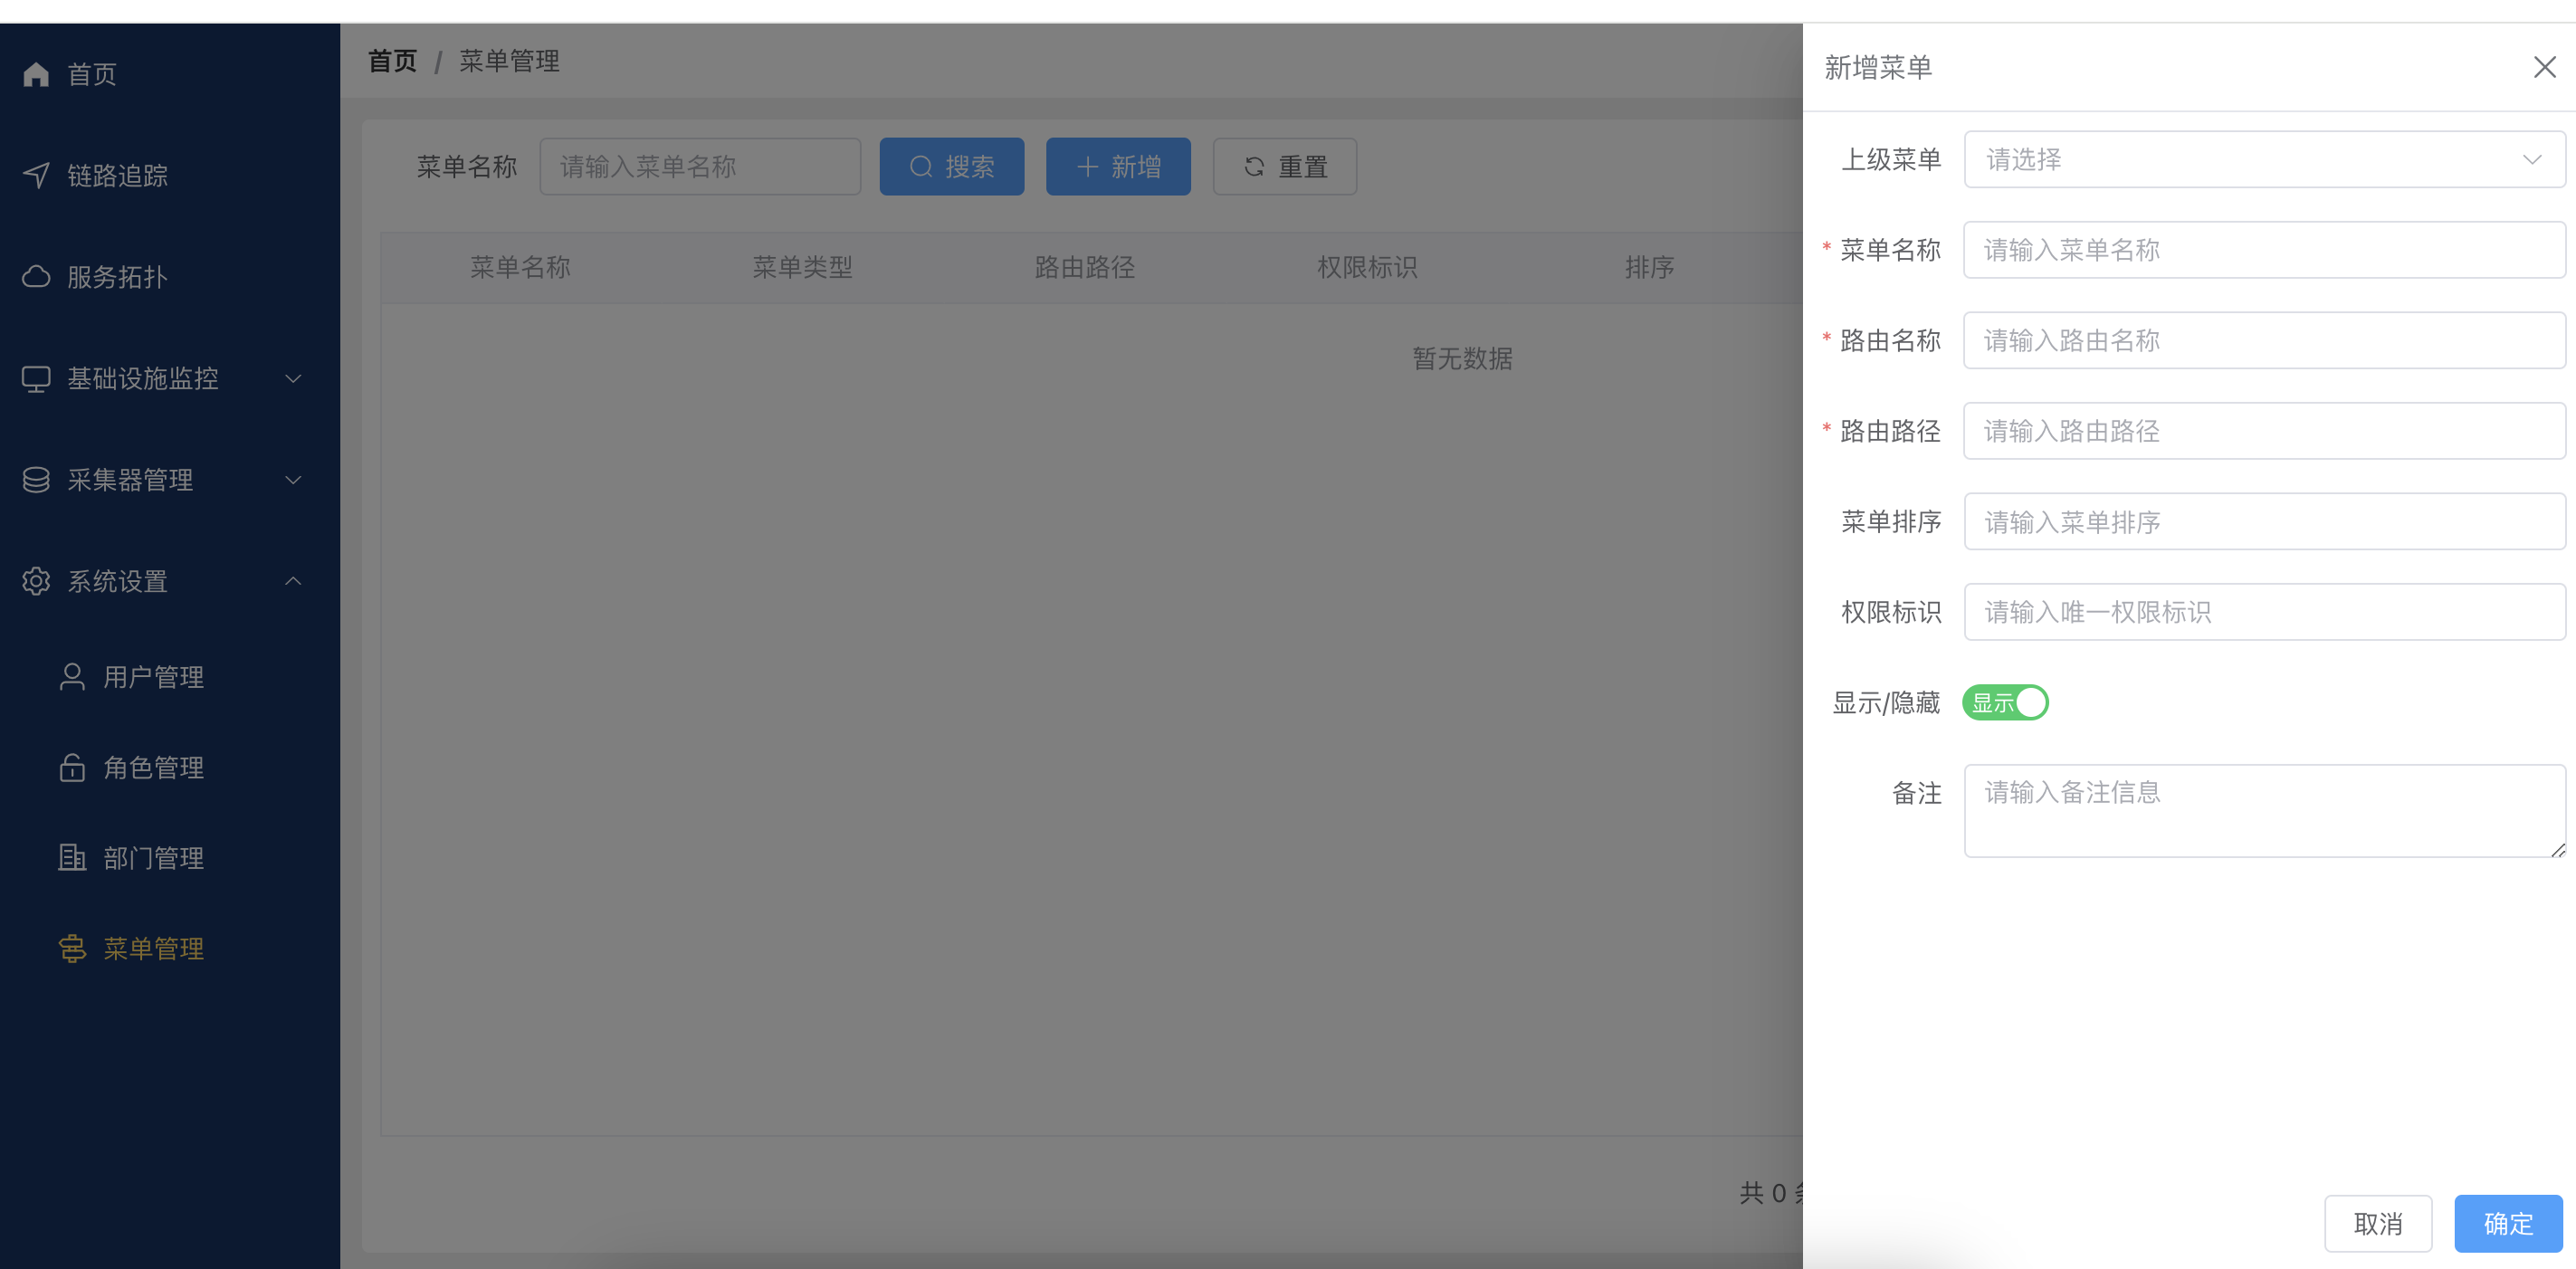 首页
链路追踪
服务拓扑
基础设施监控
采集器管理
系统设置
用户管理
角色管理
部门管理
菜单管理
首页 / 菜单管理
菜单名称 请输入菜单名称 搜索 新增 重置
菜单名称 菜单类型 路由路径 权限标识 排序
暂无数据
共 0
新增菜单
上级菜单 请选择
* 菜单名称 请输入菜单名称
* 路由名称 请输入路由名称
* 路由路径 请输入路由路径
菜单排序 请输入菜单排序
权限标识 请输入唯一权限标识
显示/隐藏 显示
备注 请输入备注信息
取消 确定